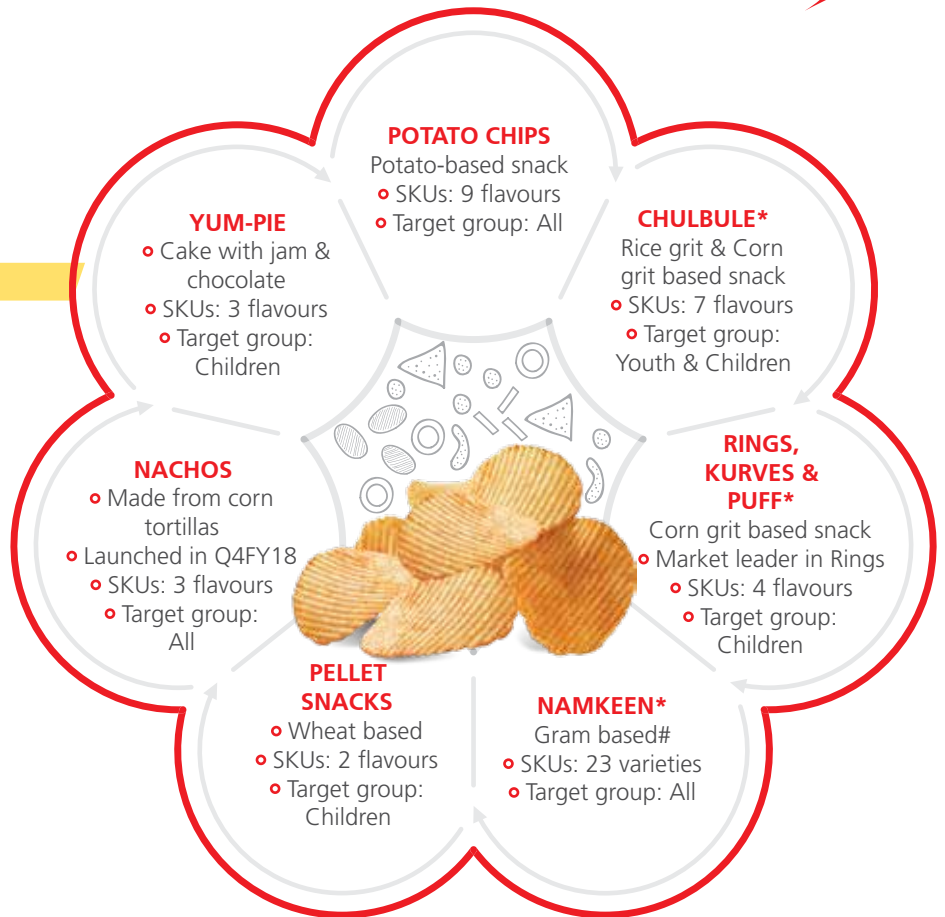 POTATO CHIPS
Potato-based snack
SKUs: 9 flavours
Target group: All
CHULBULE*
Rice grit & Corn
grit based snack
SKUs: 7 flavours
Target group:
Youth & Children
RINGS,
KURVES &
PUFF*
Corn grit based snack
Market leader in Rings
SKUs: 4 flavours
Target group:
Children
NAMKEEN*
Gram based#
SKUs: 23 varieties
Target group: All
PELLET
SNACKS
Wheat based
SKUs: 2 flavours
Target group:
Children
NACHOS
Made from corn
tortillas
Launched in Q4FY18
SKUs: 3 flavours
Target group:
All
YUM-PIE
Cake with jam &
chocolate
SKUs: 3 flavours
Target group:
Children